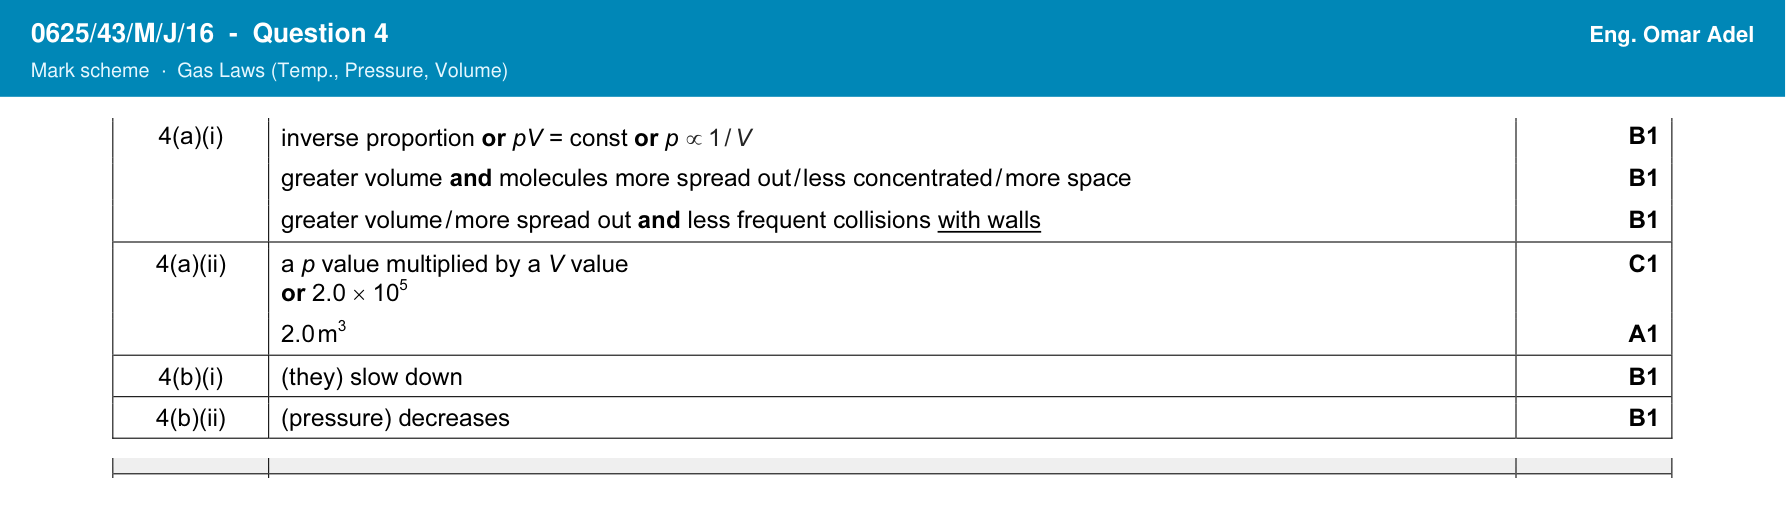 0625/43/M/J/16 - Question 4
Eng. Omar Adel
Mark scheme · Gas Laws (Temp., Pressure, Volume)
4(a)(i) inverse proportion or pV = const or p ∝ 1/V B1
greater volume and molecules more spread out/less concentrated/more space B1
greater volume/more spread out and less frequent collisions with walls B1
4(a)(ii) a p value multiplied by a V value C1
or 2.0 × 10⁵
2.0 m³ A1
4(b)(i) (they) slow down B1
4(b)(ii) (pressure) decreases B1